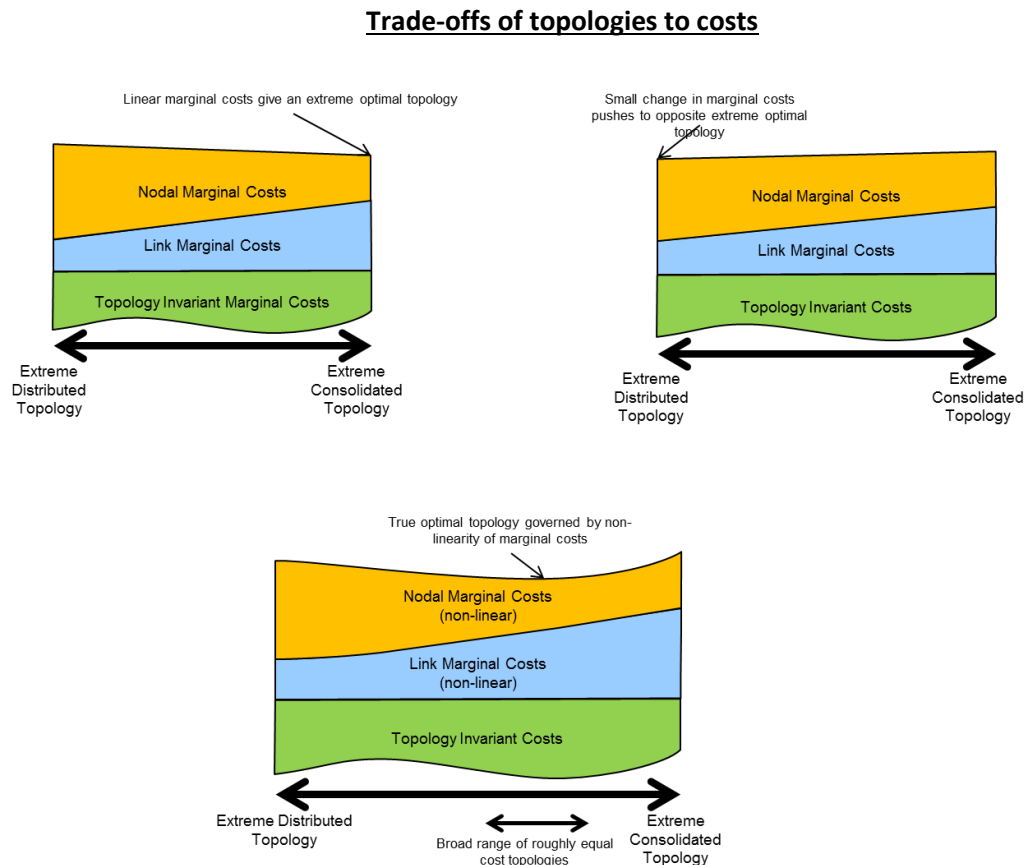 Trade-offs of topologies to costs
Linear marginal costs give an extreme optimal topology
Nodal Marginal Costs
Link Marginal Costs
Topology Invariant Marginal Costs
Extreme
Distributed
Topology
Extreme
Consolidated
Topology
Small change in marginal costs
pushes to opposite extreme optimal
topology
Nodal Marginal Costs
Link Marginal Costs
Topology Invariant Costs
Extreme
Distributed
Topology
Extreme
Consolidated
Topology
True optimal topology governed by non-
linearity of marginal costs
Nodal Marginal Costs
(non-linear)
Link Marginal Costs
(non-linear)
Topology Invariant Costs
Extreme Distributed
Topology
Broad range of roughly equal
cost topologies
Extreme
Consolidated
Topology